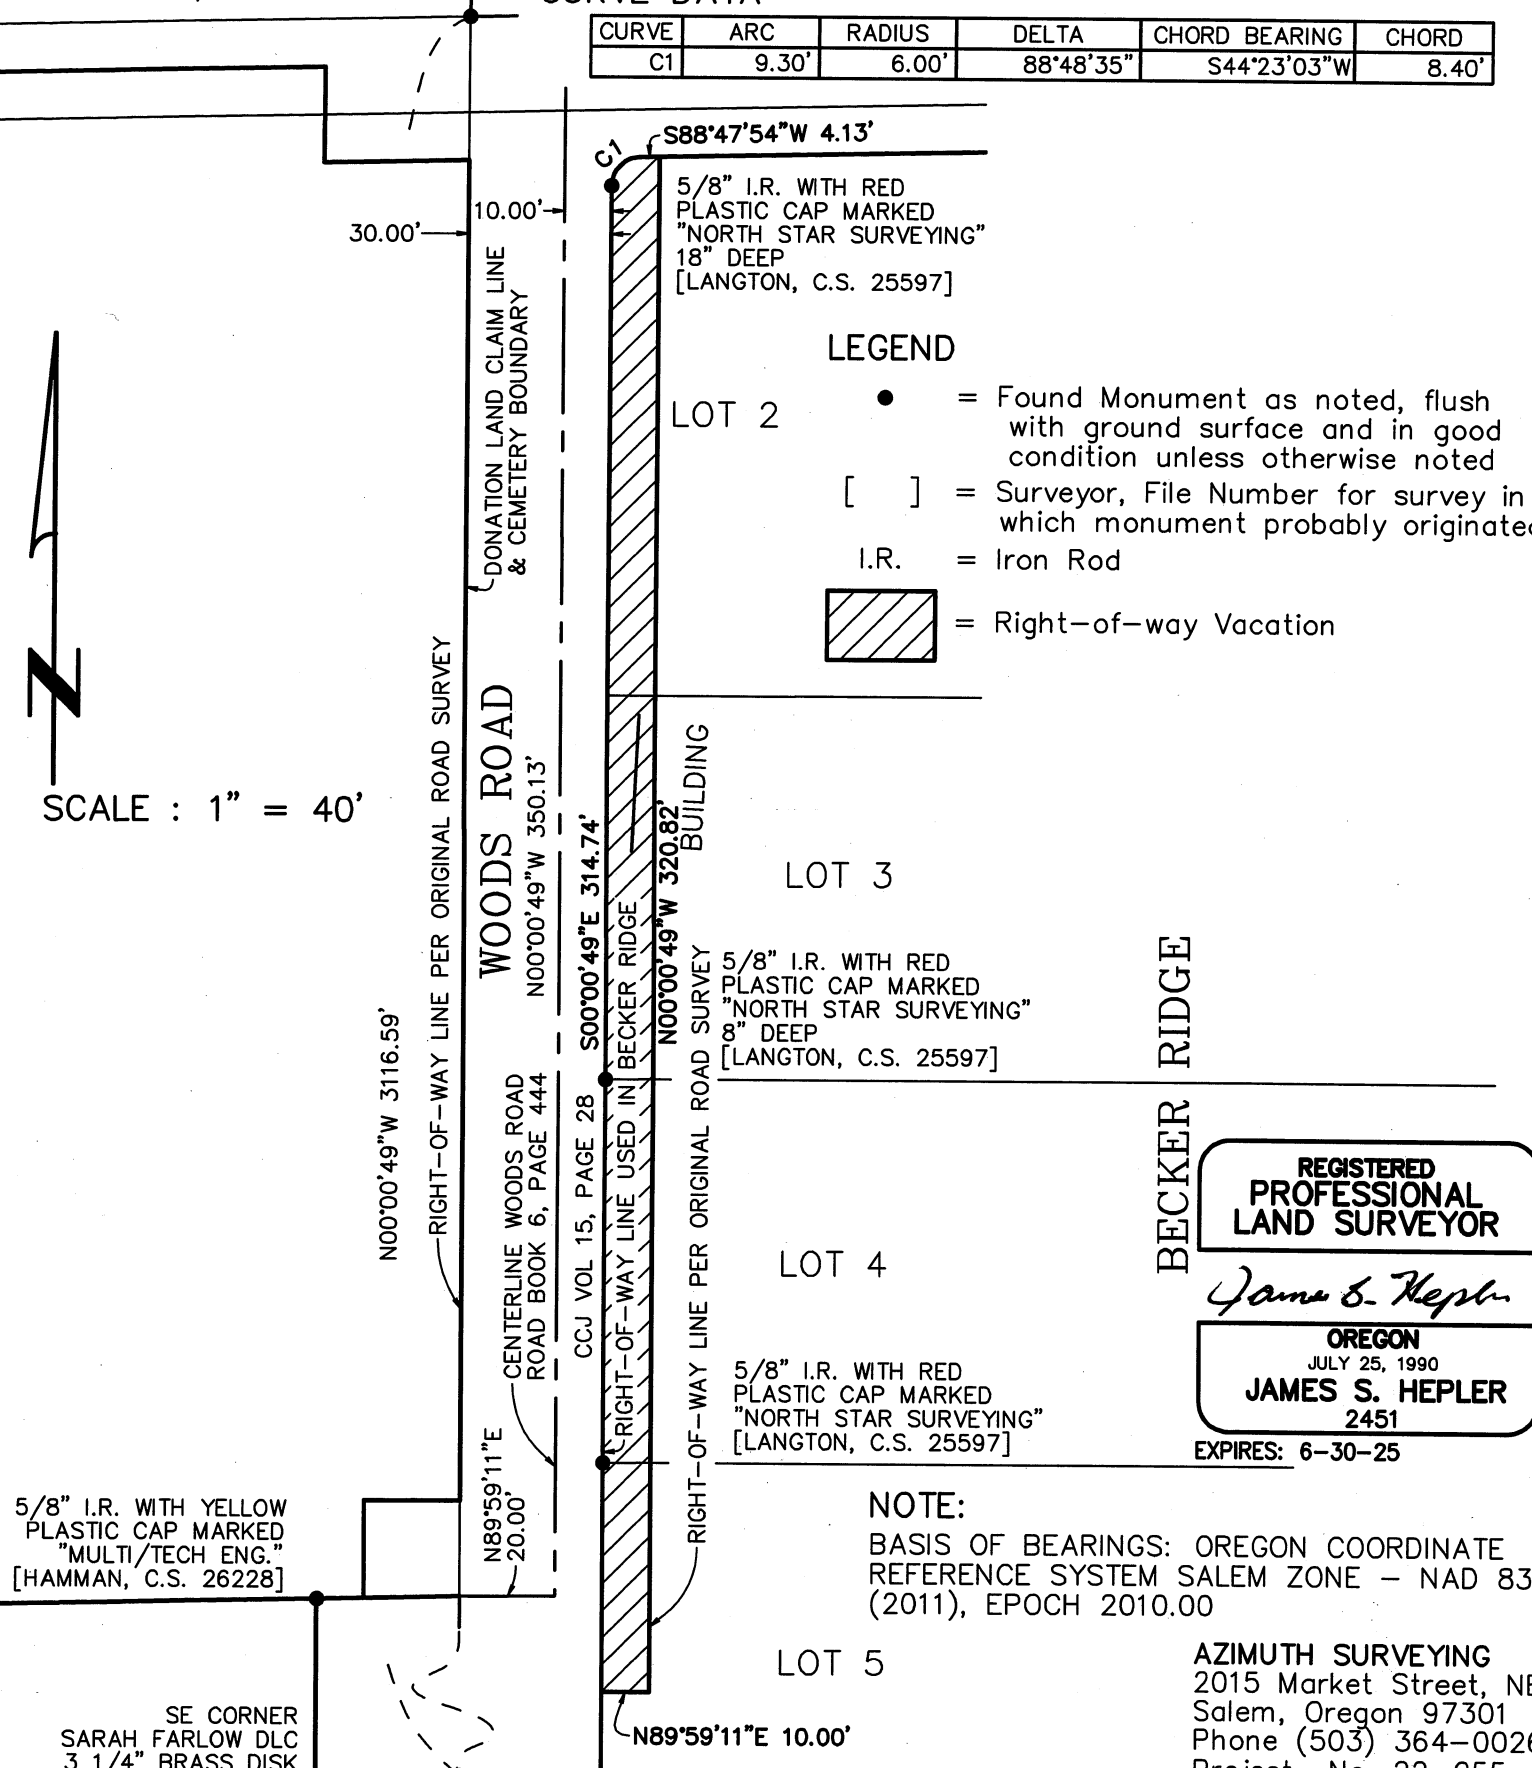 CURVE DATA
CURVE ARC RADIUS DELTA CHORD BEARING CHORD
C1 9.30' 6.00' 88°48'35" S44°23'03"W 8.40'
S88°47'54"W 4.13'
C1
5/8" I.R. WITH RED
PLASTIC CAP MARKED
"NORTH STAR SURVEYING"
18" DEEP
[LANGTON, C.S. 25597]
10.00'
30.00'
DONATION LAND CLAIM LINE
& CEMETERY BOUNDARY
LEGEND
= Found Monument as noted, flush
with ground surface and in good
condition unless otherwise noted
[ ] = Surveyor, File Number for survey in
which monument probably originated
I.R. = Iron Rod
= Right-of-way Vacation
LOT 2
N
SCALE : 1" = 40'
RIGHT-OF-WAY LINE PER ORIGINAL ROAD SURVEY
N00°00'49"W 3116.59'
WOODS ROAD
N00°00'49"W 350.13'
S00°00'49"E 314.74'
N00°00'49"W 320.82'
BUILDING
LOT 3
RIGHT-OF-WAY LINE USED IN BECKER RIDGE
RIGHT-OF-WAY LINE PER ORIGINAL ROAD SURVEY
5/8" I.R. WITH RED
PLASTIC CAP MARKED
"NORTH STAR SURVEYING"
8" DEEP
[LANGTON, C.S. 25597]
BECKER RIDGE
CENTERLINE WOODS ROAD
ROAD BOOK 6, PAGE 444
CCJ VOL 15, PAGE 28
LOT 4
REGISTERED
PROFESSIONAL
LAND SURVEYOR
James S. Hepler
OREGON
JULY 25, 1990
JAMES S. HEPLER
2451
EXPIRES: 6-30-25
5/8" I.R. WITH RED
PLASTIC CAP MARKED
"NORTH STAR SURVEYING"
[LANGTON, C.S. 25597]
N89°59'11"E
20.00'
5/8" I.R. WITH YELLOW
PLASTIC CAP MARKED
"MULTI/TECH ENG."
[HAMMAN, C.S. 26228]
NOTE:
BASIS OF BEARINGS: OREGON COORDINATE
REFERENCE SYSTEM SALEM ZONE - NAD 83
(2011), EPOCH 2010.00
LOT 5
N89°59'11"E 10.00'
AZIMUTH SURVEYING
2015 Market Street, NE
Salem, Oregon 97301
Phone (503) 364-0026
SE CORNER
SARAH FARLOW DLC
3 1/4" BRASS DISK